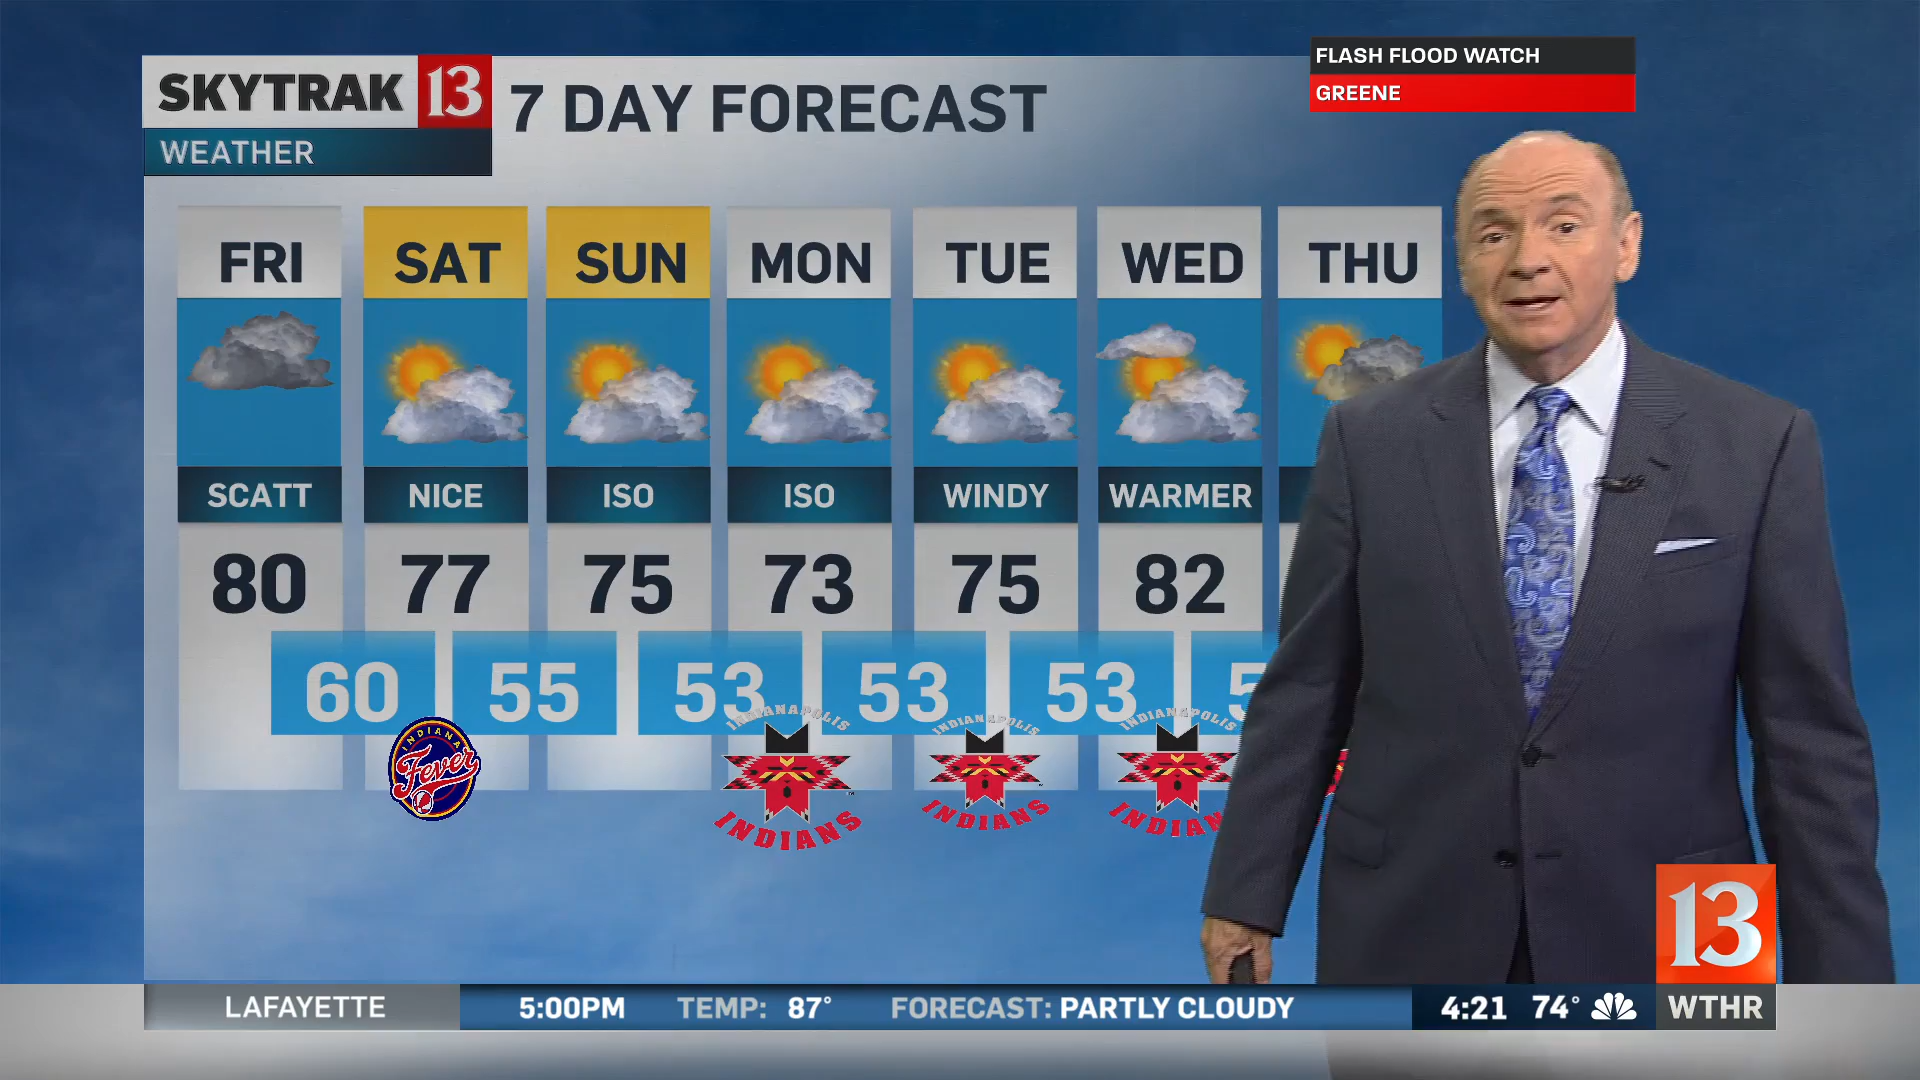 SKYTRAK 13
WEATHER
7 DAY FORECAST
FLASH FLOOD WATCH
GREENE
FRI SAT SUN MON TUE WED THU
SCATT NICE ISO ISO WINDY WARMER
80 77 75 73 75 82
60 55 53 53 53 5
INDIANA
Fever
INDIANAPOLIS
INDIANS
INDIANAPOLIS
INDIANS
INDIANAPOLIS
INDIAN
13
LAFAYETTE 5:00PM TEMP: 87° FORECAST: PARTLY CLOUDY 4:21 74° WTHR